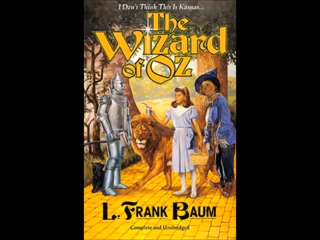 I Don't Think This Is Kansas...
The
Wizard
of Oz
L. Frank Baum
Complete and Unabridged